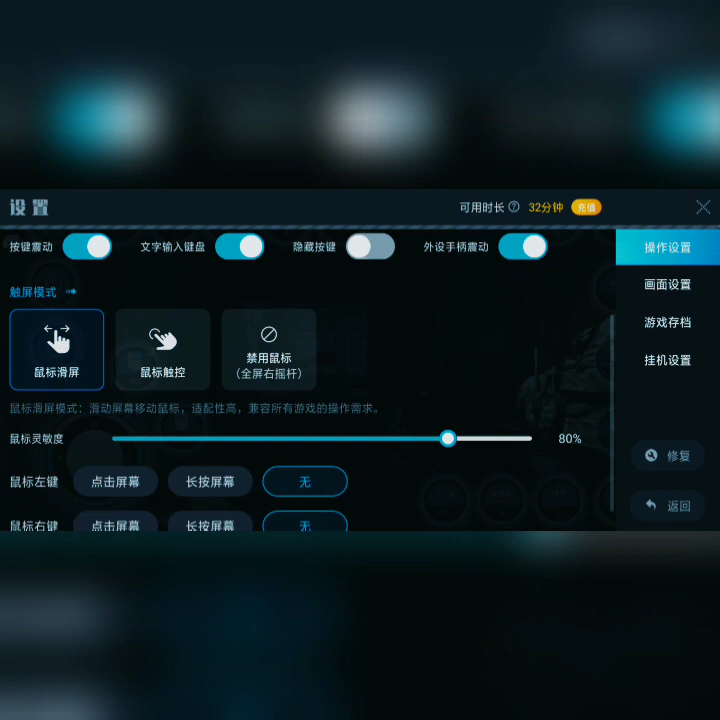 设置
可用时长 ? 32分钟 充值
按键震动 文字输入键盘 隐藏按键 外设手柄震动
操作设置
画面设置
游戏存档
挂机设置
修复
返回
触屏模式
鼠标滑屏
鼠标触控
禁用鼠标
(全屏右摇杆)
鼠标滑屏模式：滑动屏幕移动鼠标，适配性高，兼容所有游戏的操作需求。
鼠标灵敏度 80%
鼠标左键 点击屏幕 长按屏幕 无
鼠标右键 点击屏幕 长按屏幕 无